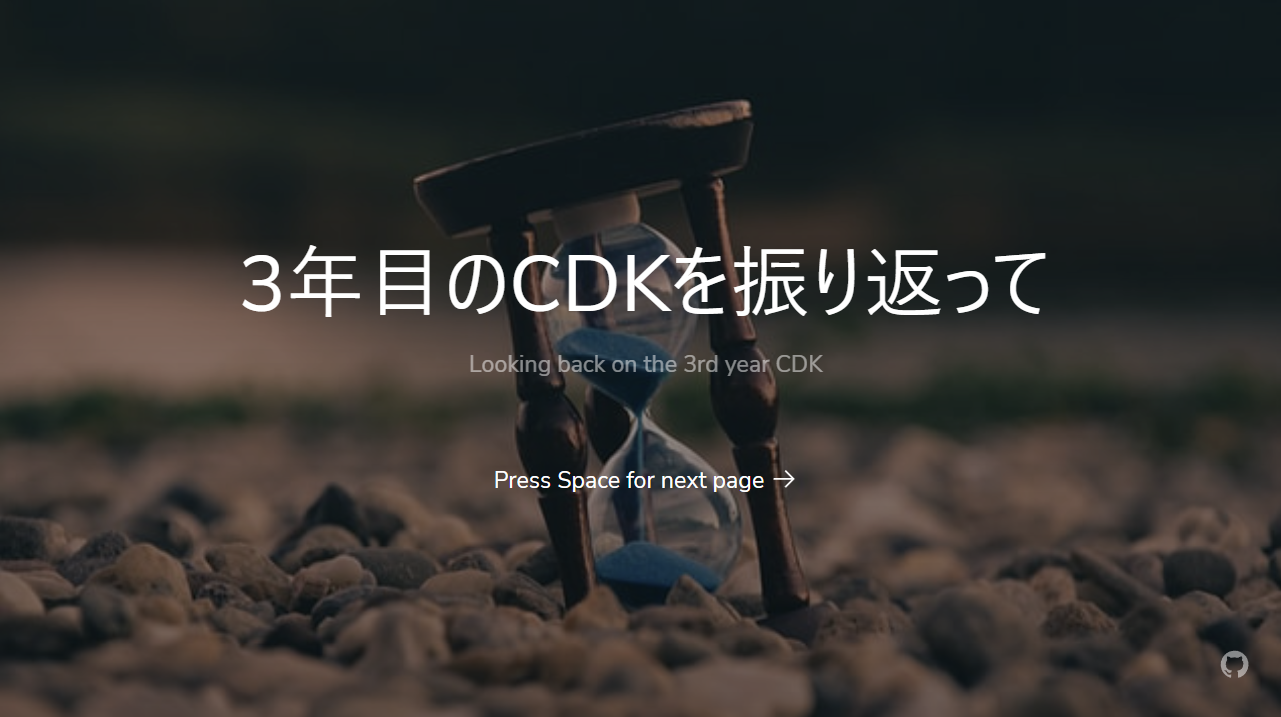 ３年目のCDKを振り返って
Looking back on the 3rd year CDK
Press Space for next page →